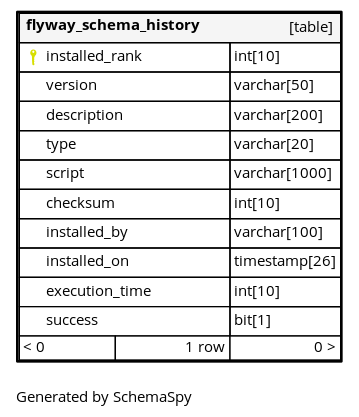 flyway_schema_history [table]
installed_rank int[10]
version varchar[50]
description varchar[200]
type varchar[20]
script varchar[1000]
checksum int[10]
installed_by varchar[100]
installed_on timestamp[26]
execution_time int[10]
success bit[1]
< 0 1 row 0 >
Generated by SchemaSpy